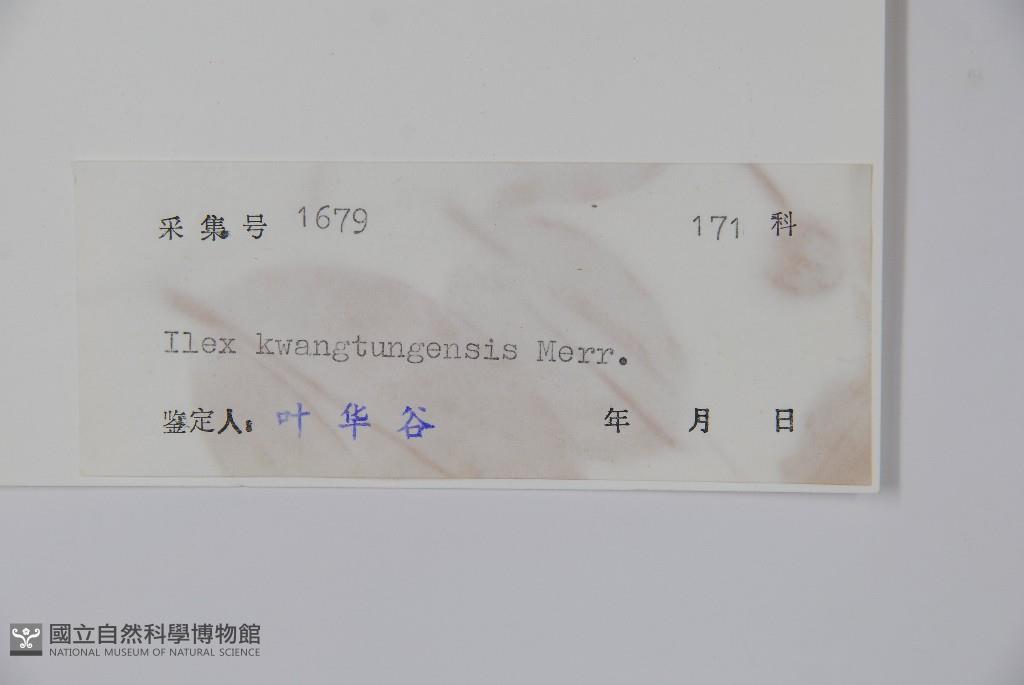 采集号 1679 171 科
Ilex kwangtungensis Merr.
鉴定人: 叶华谷 年 月 日
國立自然科學博物館
NATIONAL MUSEUM OF NATURAL SCIENCE